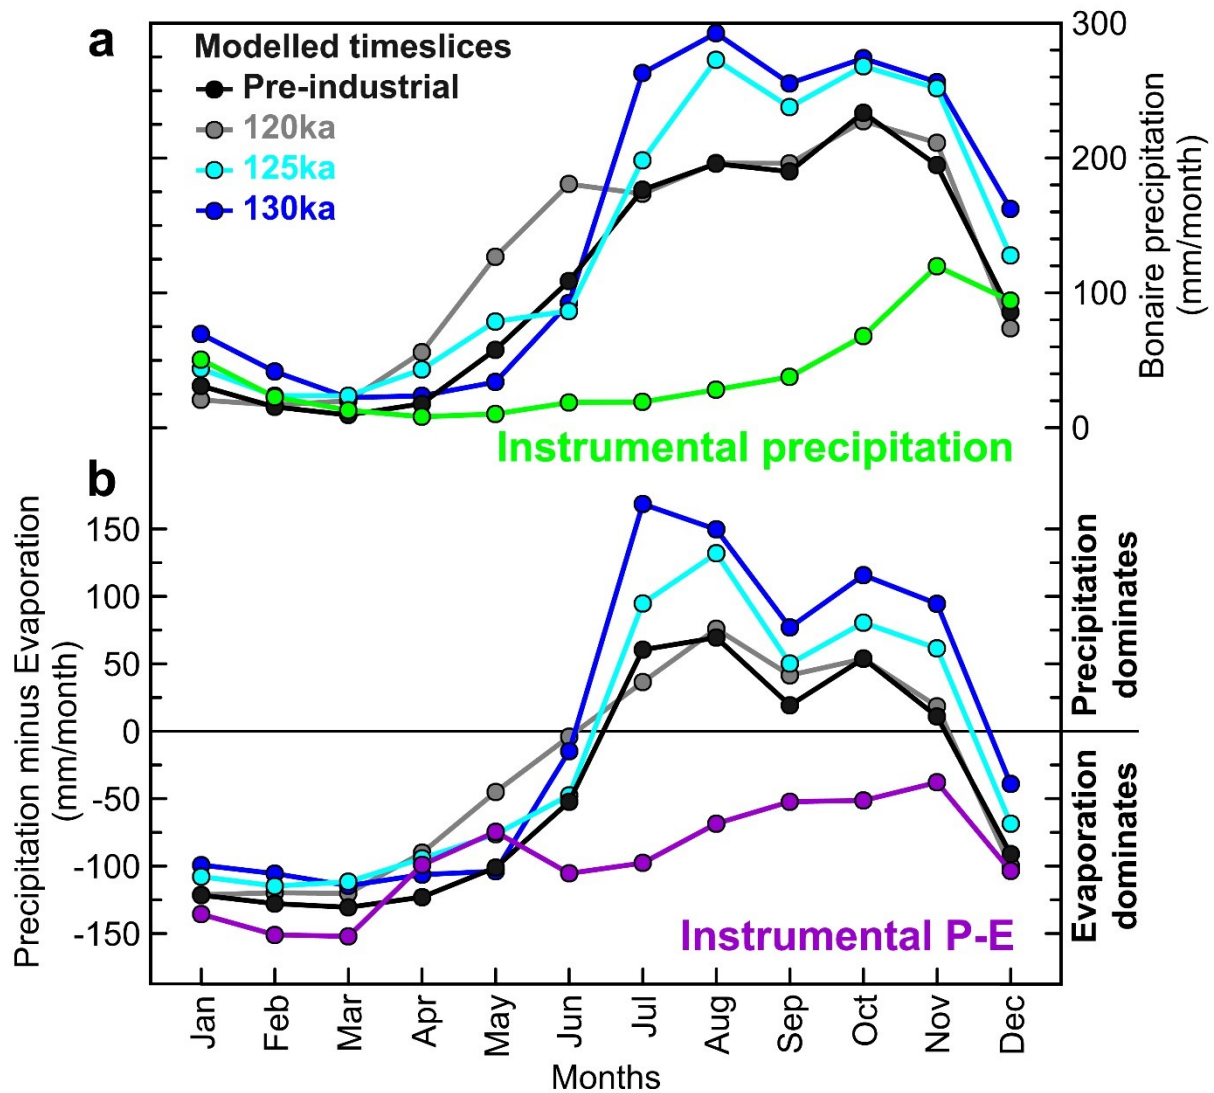 a
Modelled timeslices
Pre-industrial
120ka
125ka
130ka
300
200
100
0
Bonaire precipitation
(mm/month)
Instrumental precipitation
b
150
100
50
0
-50
-100
-150
Precipitation minus Evaporation
(mm/month)
Precipitation
dominates
Evaporation
dominates
Instrumental P-E
Jan
Feb
Mar
Apr
May
Jun
Jul
Aug
Sep
Oct
Nov
Dec
Months